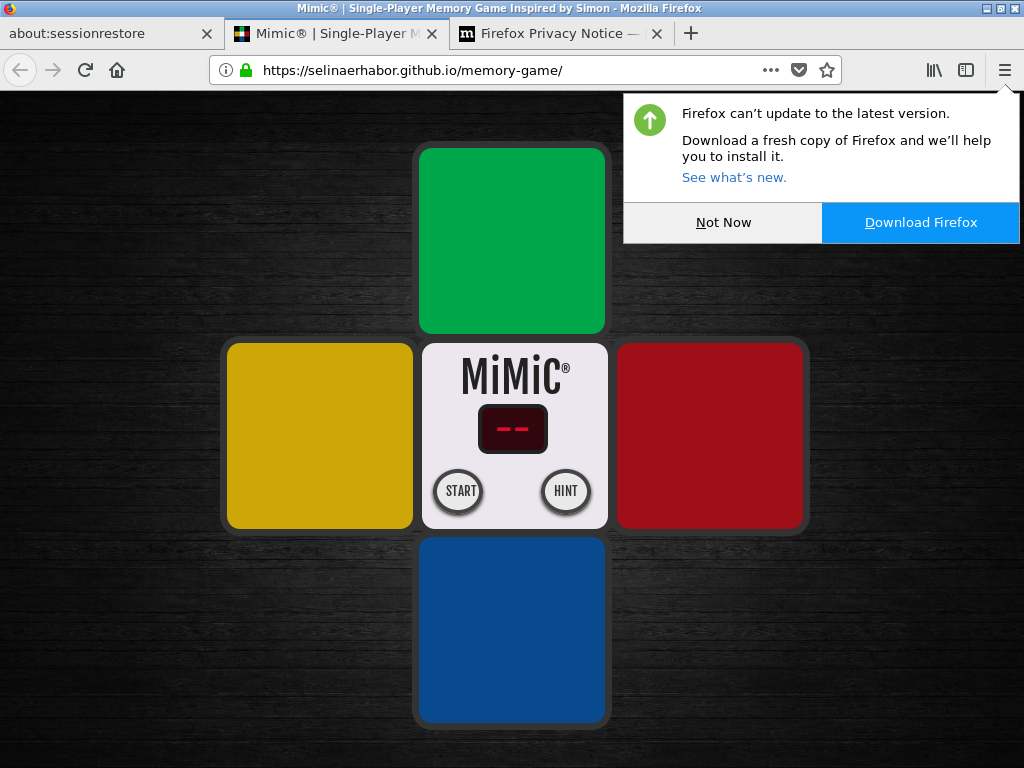 Mimic® | Single-Player Memory Game Inspired by Simon - Mozilla Firefox
about:sessionrestore
Mimic® | Single-Player M
Firefox Privacy Notice —
https://selinaerhabor.github.io/memory-game/
Firefox can’t update to the latest version.
Download a fresh copy of Firefox and we’ll help
you to install it.
See what’s new.
Not Now
Download Firefox
MiMiC®
--
START
HINT